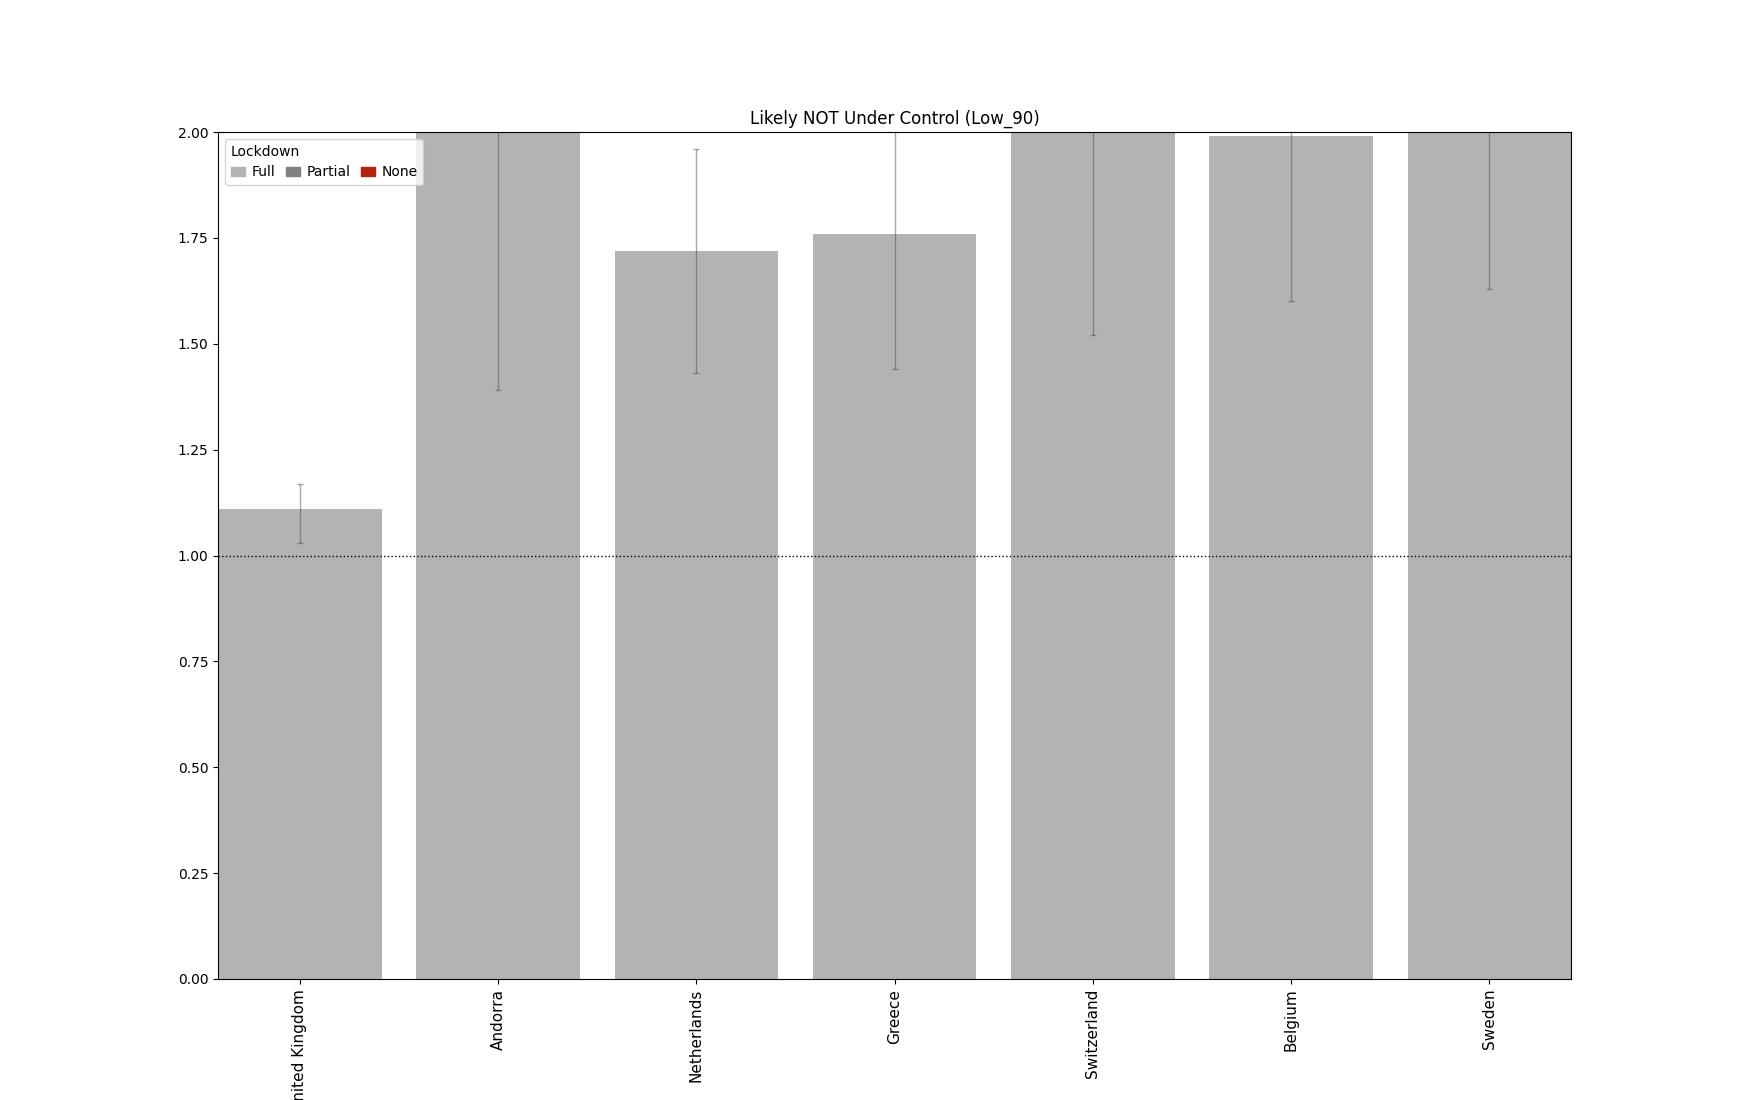 Likely NOT Under Control (Low_90)
Lockdown
Full Partial None
2.00
1.75
1.50
1.25
1.00
0.75
0.50
0.25
0.00
nited Kingdom
Andorra
Netherlands
Greece
Switzerland
Belgium
Sweden